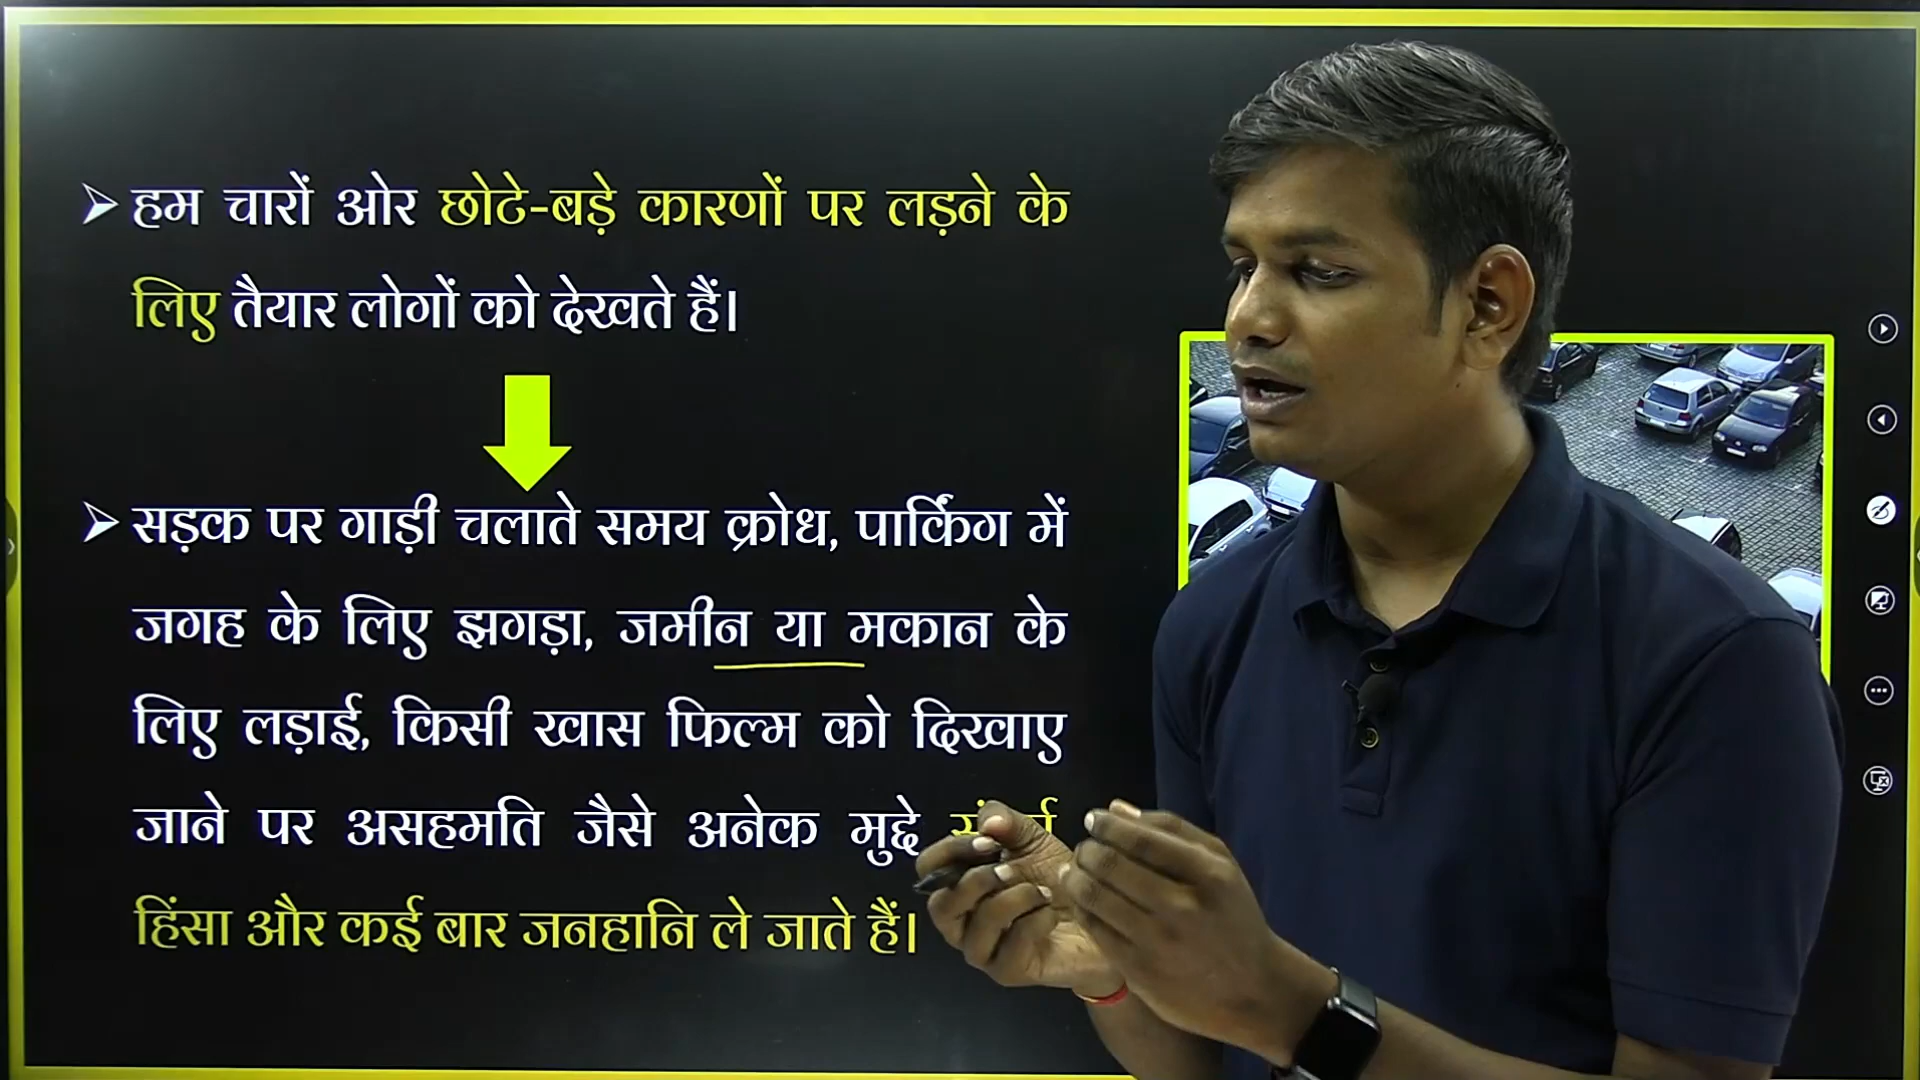 हम चारों ओर छोटे-बड़े कारणों पर लड़ने के
लिए तैयार लोगों को देखते हैं।
सड़क पर गाड़ी चलाते समय क्रोध, पार्किंग में
जगह के लिए झगड़ा, जमीन या मकान के
लिए लड़ाई, किसी खास फिल्म को दिखाए
जाने पर असहमति जैसे अनेक मुद्दे
हिंसा और कई बार जनहानि ले जाते हैं।